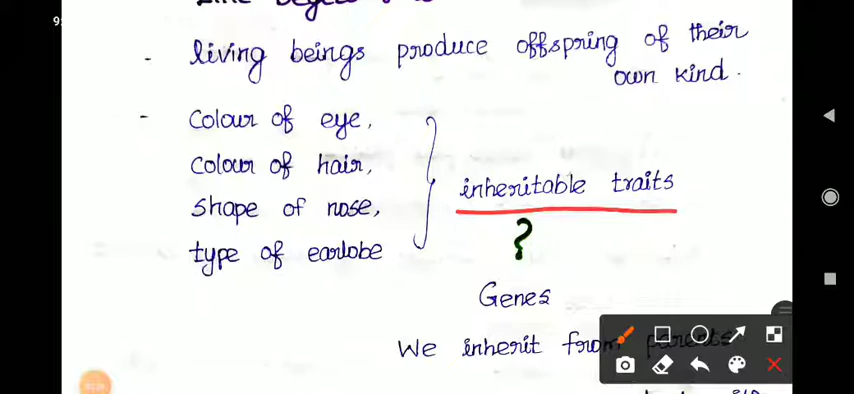 living beings produce offspring of their
own kind.
- Colour of eye,
colour of hair,
shape of nose,
type of earlobe
inheritable traits
?
Genes
We inherit from parents